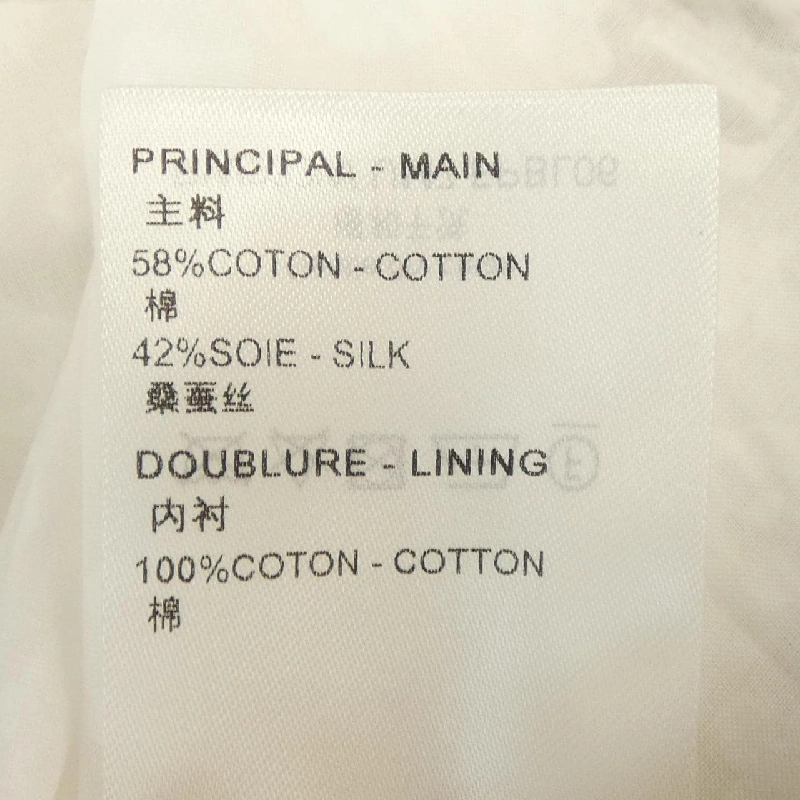 PRINCIPAL - MAIN
主料
58%COTON - COTTON
棉
42%SOIE - SILK
桑蚕丝
DOUBLURE - LINING
内衬
100%COTON - COTTON
棉